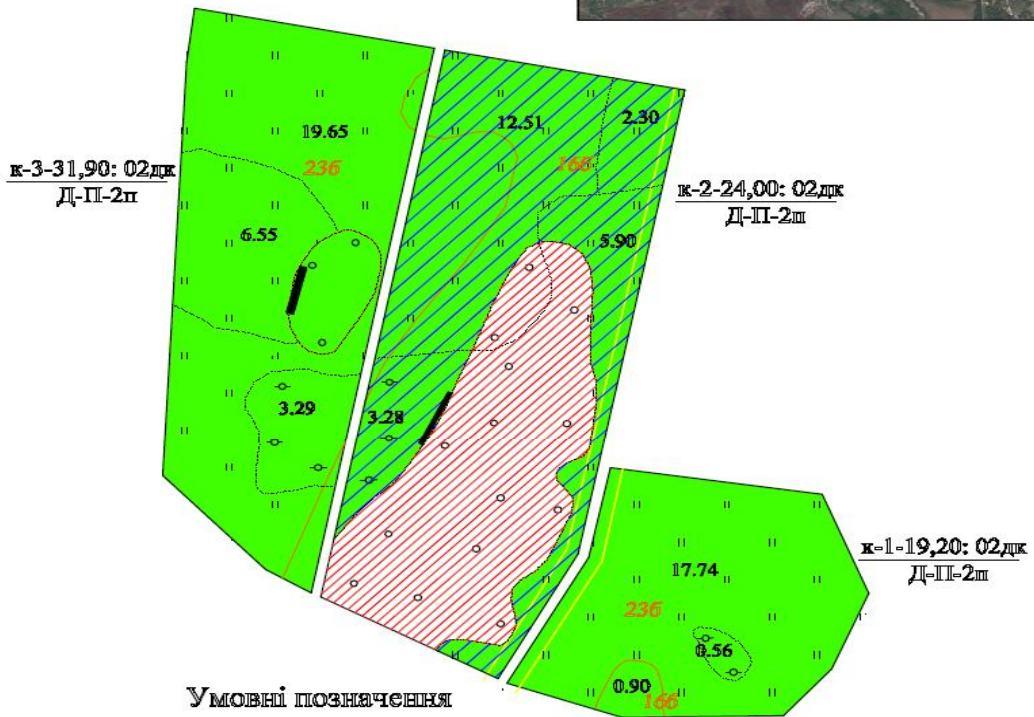 19.65
12.51
2.30
к-3-31,90: 02дк
Д-П-2п
23б
16б
к-2-24,00: 02дк
Д-П-2п
6.55
5.90
3.29
3.28
17.74
к-1-19,20: 02дк
Д-П-2п
23б
0.56
0.90
16б
Умовні позначення